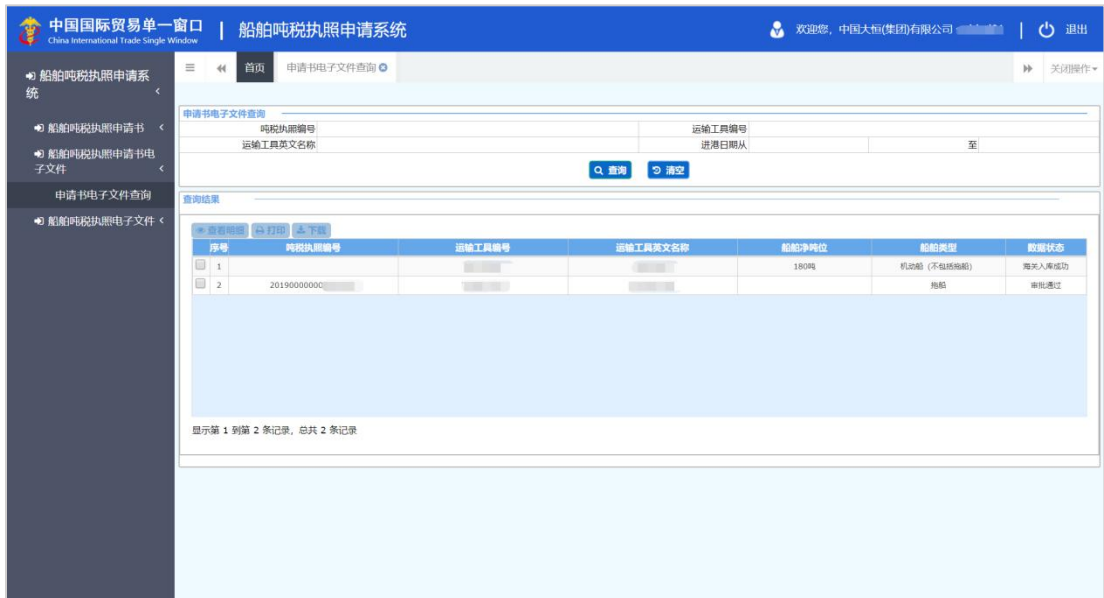 中国国际贸易单一窗口 | 船舶吨税执照申请系统 欢迎您，中国大恒(集团)有限公司 | 退出
China International Trade Single Window
首页 申请书电子文件查询 关闭操作
船舶吨税执照申请系
统
船舶吨税执照申请书
船舶吨税执照申请书电
子文件
申请书电子文件查询
船舶吨税执照电子文件
申请书电子文件查询
吨税执照编号 运输工具编号
运输工具英文名称 进港日期从 至
查询 清空
查询结果
查看明细 打印 下载
序号 吨税执照编号 运输工具编号 运输工具英文名称 船舶净吨位 船舶类型 数据状态
1 180吨 机动船（不包括拖船） 海关入库成功
2 20190000000 拖船 审批通过
显示第 1 到第 2 条记录，总共 2 条记录